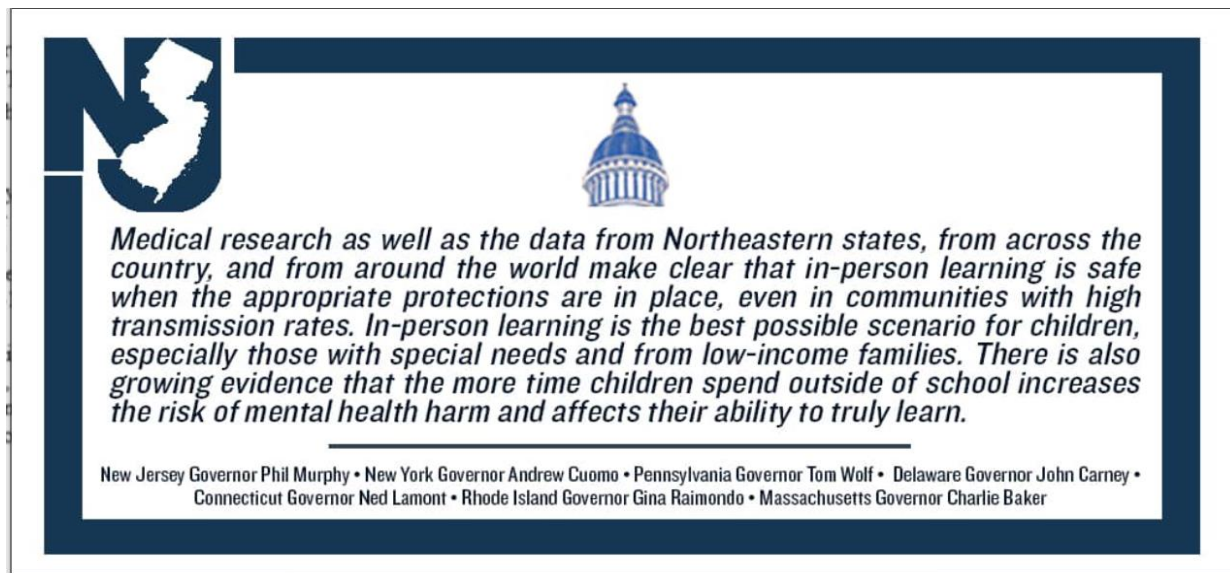 NJ
Medical research as well as the data from Northeastern states, from across the
country, and from around the world make clear that in-person learning is safe
when the appropriate protections are in place, even in communities with high
transmission rates. In-person learning is the best possible scenario for children,
especially those with special needs and from low-income families. There is also
growing evidence that the more time children spend outside of school increases
the risk of mental health harm and affects their ability to truly learn.
New Jersey Governor Phil Murphy • New York Governor Andrew Cuomo • Pennsylvania Governor Tom Wolf • Delaware Governor John Carney •
Connecticut Governor Ned Lamont • Rhode Island Governor Gina Raimondo • Massachusetts Governor Charlie Baker